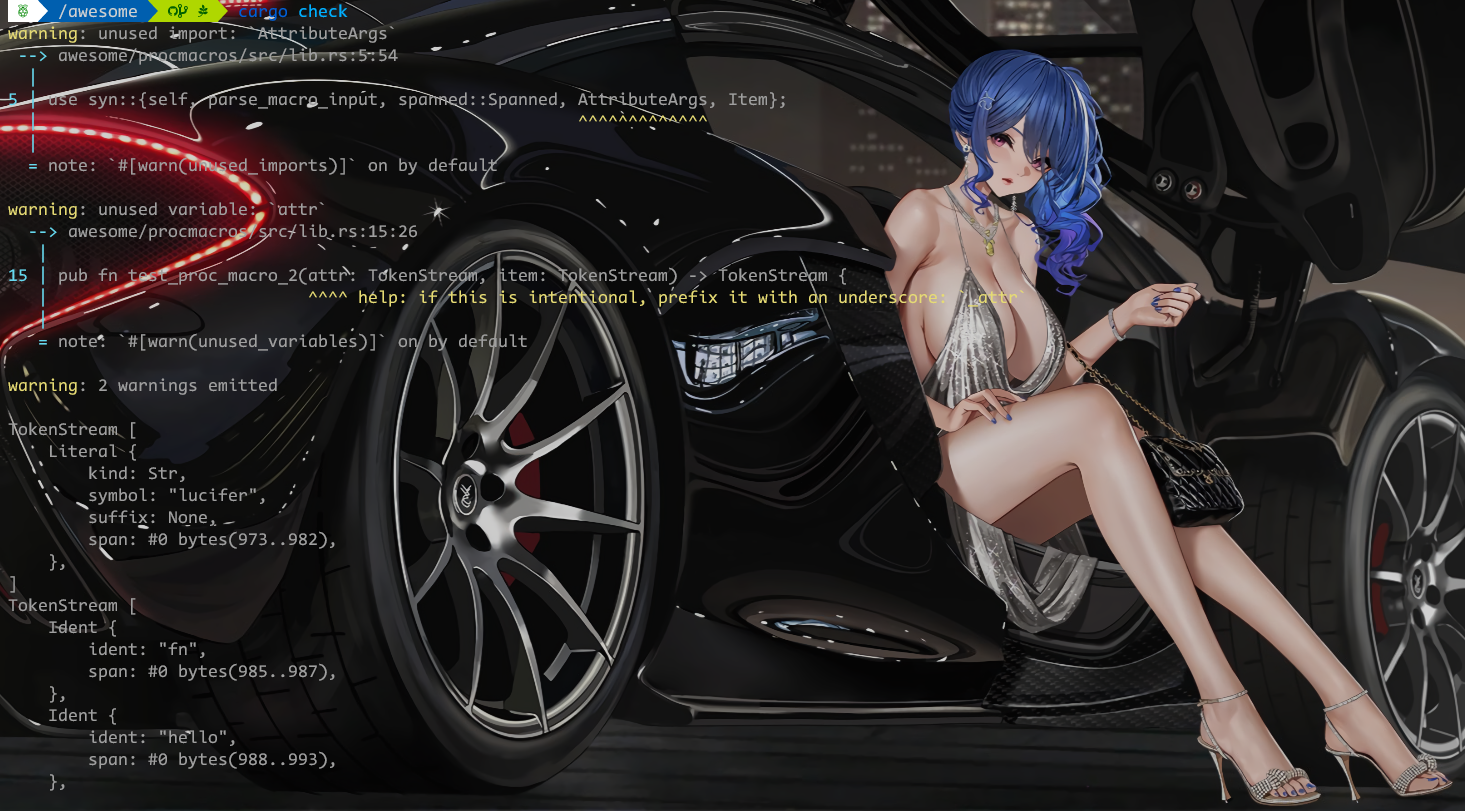 /awesome cargo check
warning: unused import: `AttributeArgs`
 --> awesome/procmacros/src/lib.rs:5:54
  |
5 | use syn::{self, parse_macro_input, spanned::Spanned, AttributeArgs, Item};
  |                                                      ^^^^^^^^^^^^^
  |
  = note: `#[warn(unused_imports)]` on by default
warning: unused variable: `attr`
  --> awesome/procmacros/src/lib.rs:15:26
   |
15 | pub fn test_proc_macro_2(attr: TokenStream, item: TokenStream) -> TokenStream {
   |                          ^^^^ help: if this is intentional, prefix it with an underscore: `_attr`
   |
   = note: `#[warn(unused_variables)]` on by default
warning: 2 warnings emitted
TokenStream [
    Literal {
        kind: Str,
        symbol: "lucifer",
        suffix: None,
        span: #0 bytes(973..982),
    },
]
TokenStream [
    Ident {
        ident: "fn",
        span: #0 bytes(985..987),
    },
    Ident {
        ident: "hello",
        span: #0 bytes(988..993),
    },